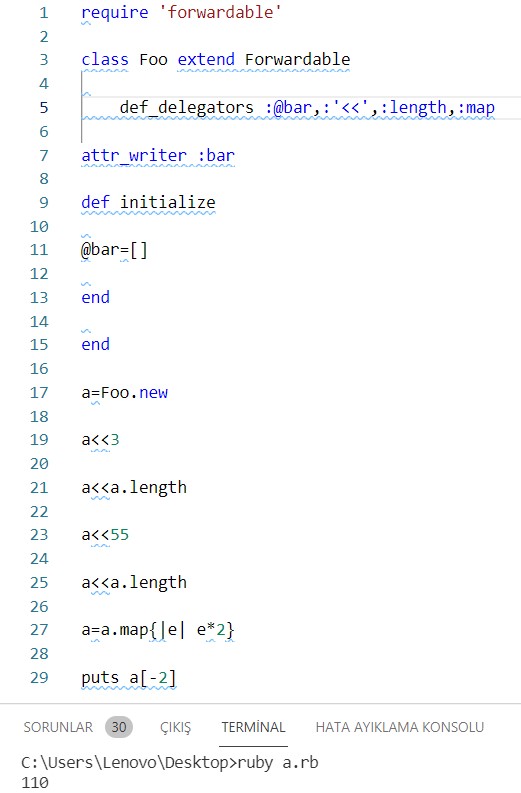 1 require 'forwardable'
2
3 class Foo extend Forwardable
4
5 def_delegators :@bar,:'<<',:length,:map
6
7 attr_writer :bar
8
9 def initialize
10
11 @bar=[]
12
13 end
14
15 end
16
17 a=Foo.new
18
19 a<<3
20
21 a<<a.length
22
23 a<<55
24
25 a<<a.length
26
27 a=a.map{|e| e*2}
28
29 puts a[-2]
SORUNLAR 30 ÇIKIŞ TERMİNAL HATA AYIKLAMA KONSOLU
C:\Users\Lenovo\Desktop>ruby a.rb
110